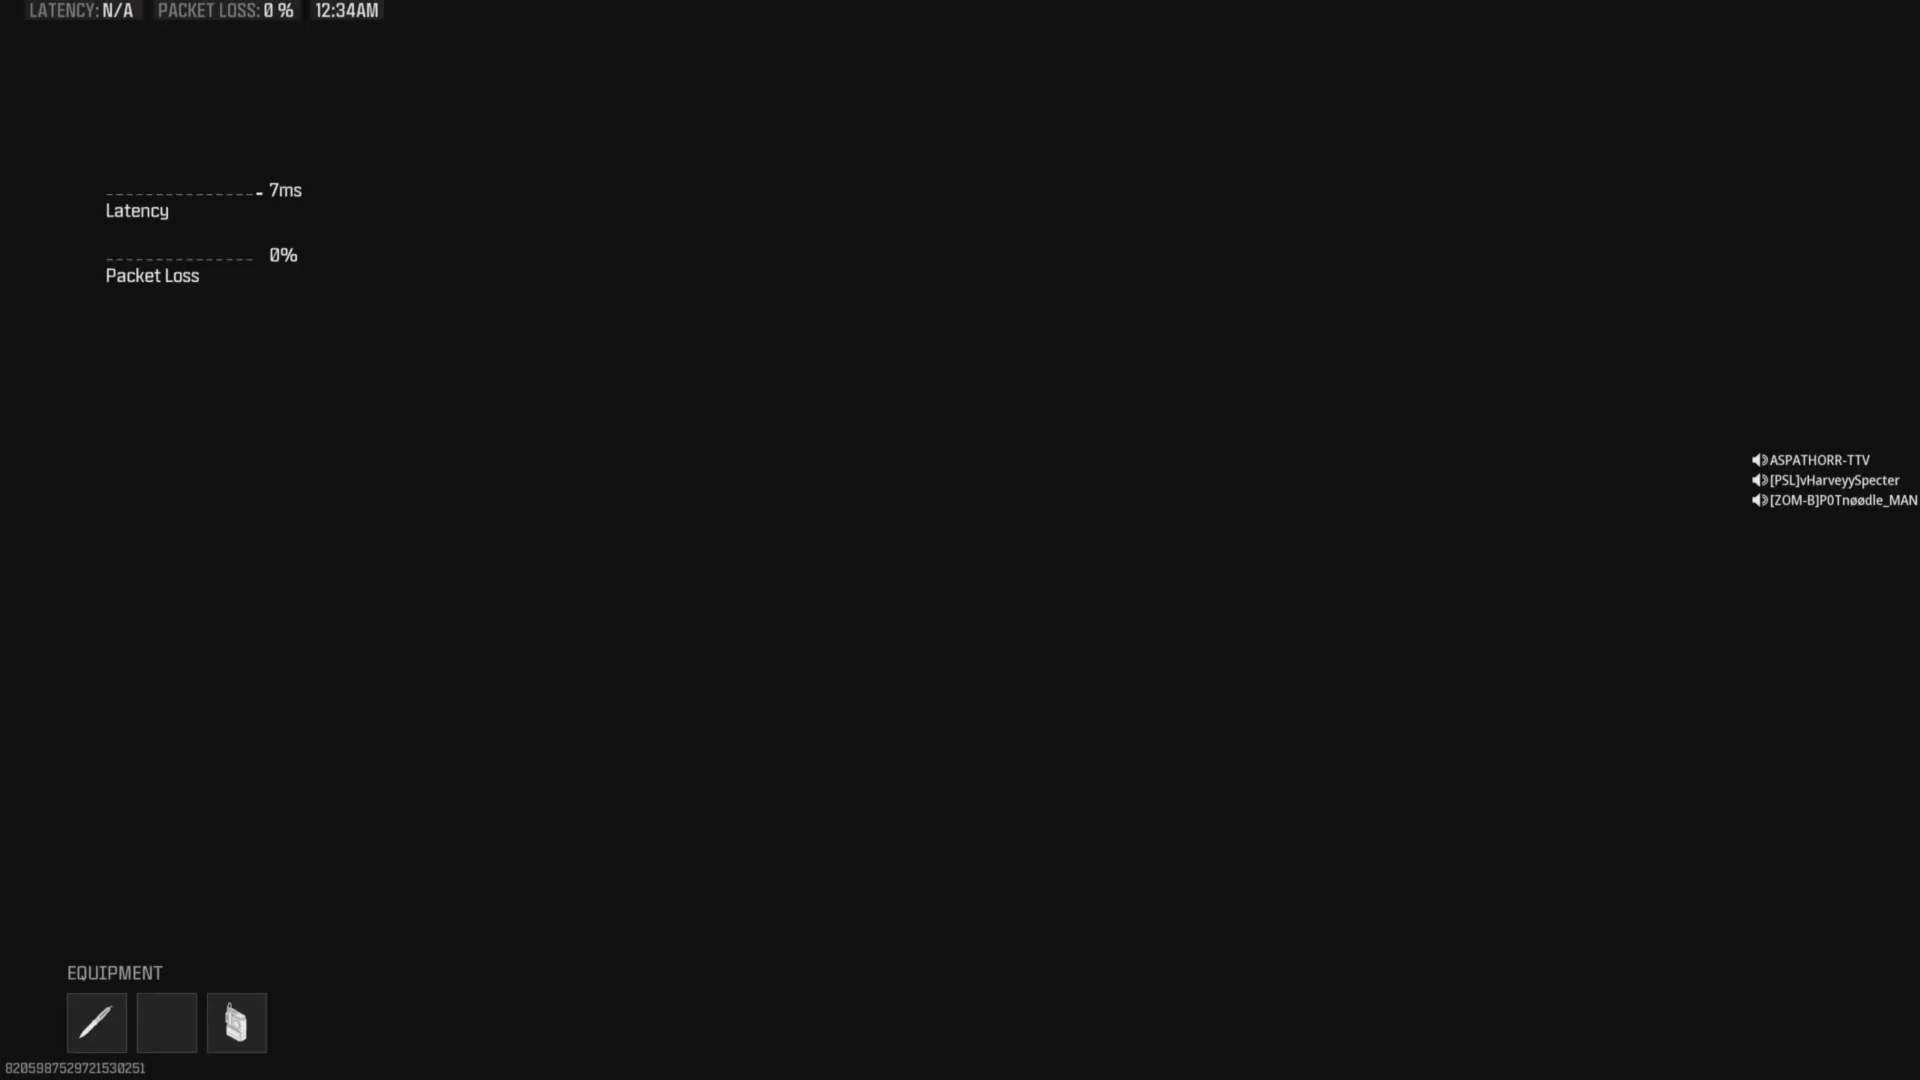 LATENCY: N/A PACKET LOSS: 0 % 12:34AM
7ms
Latency
0%
Packet Loss
ASPATHORR-TTV
[PSL]vHarveyySpecter
[ZOM-B]P0Tnøødle_MAN
EQUIPMENT
8205987529721530251